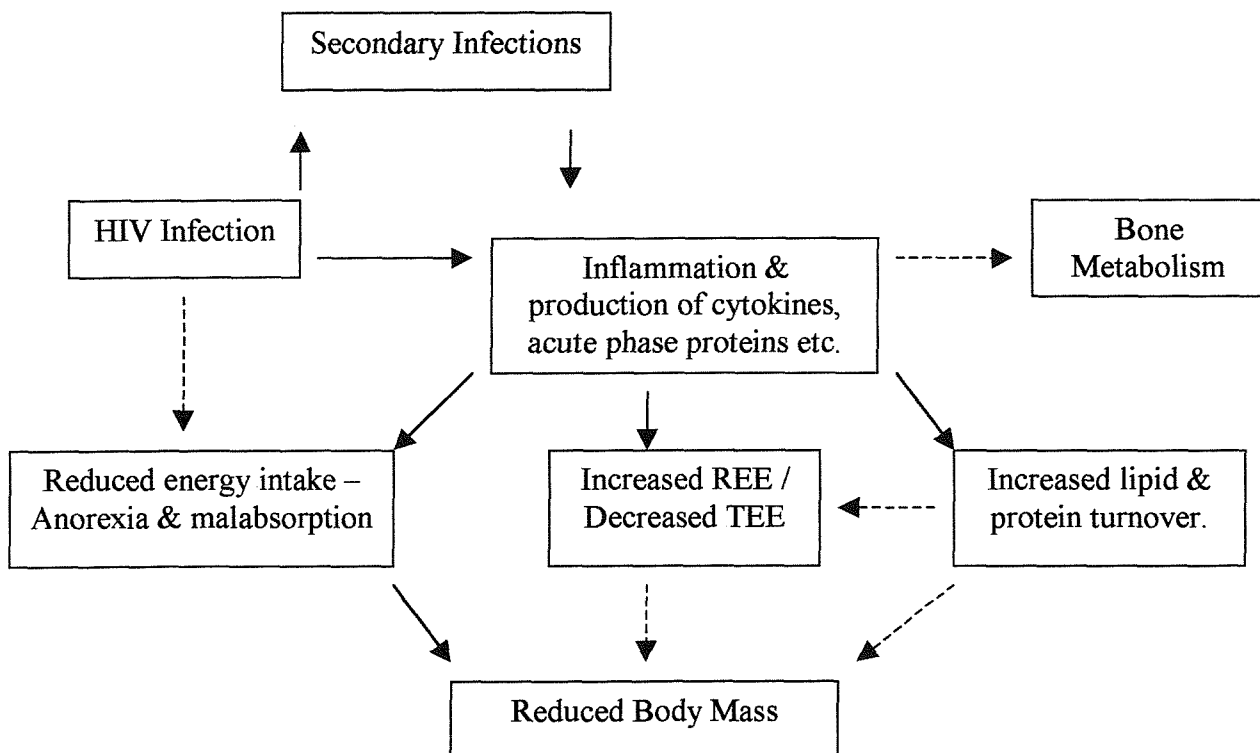 Secondary Infections
HIV Infection
Bone
Metabolism
Inflammation &
production of cytokines,
acute phase proteins etc.
Reduced energy intake –
Anorexia & malabsorption
Increased REE /
Decreased TEE
Increased lipid &
protein turnover.
Reduced Body Mass